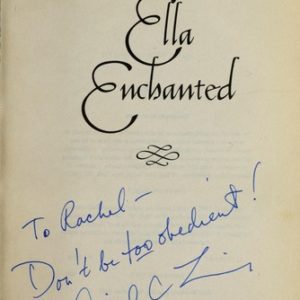 Ella
Enchanted
To Rachel—
Don't be too obedient!